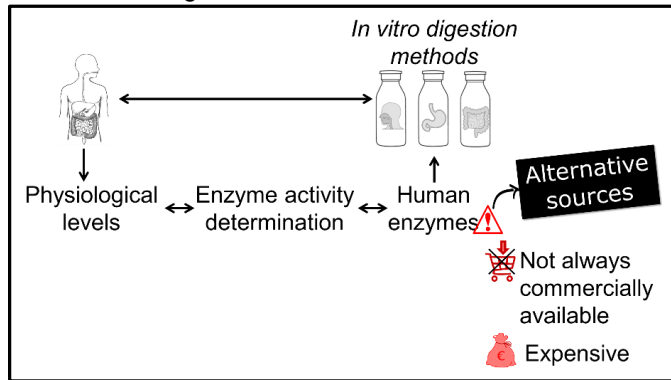 In vitro digestion
methods
Physiological
levels
Enzyme activity
determination
Human
enzymes
!
Alternative
sources
Not always
commercially
available
€
Expensive